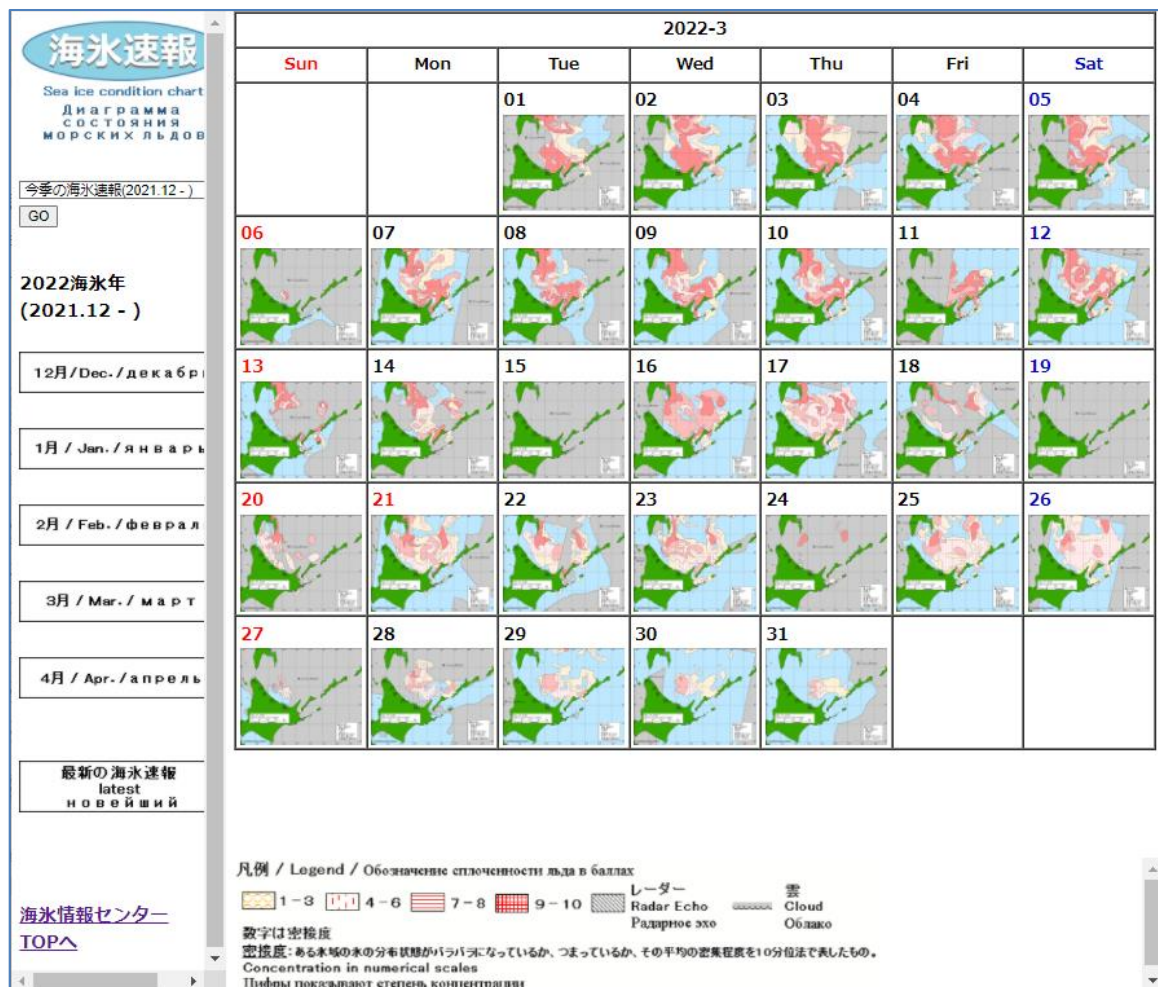 海氷速報
Sea ice condition chart
Диаграмма
состояния
морских льдов
今季の海氷速報(2021.12 - )
GO
2022海氷年
(2021.12 - )
12月/Dec./декабрь
1月 / Jan./январь
2月 / Feb./феврал
3月 / Mar. / март
4月 / Apr. /апрель
最新の海氷速報
latest
новейший
海氷情報センター
TOPへ
2022-3
Sun Mon Tue Wed Thu Fri Sat
01 02 03 04 05
06 07 08 09 10 11 12
13 14 15 16 17 18 19
20 21 22 23 24 25 26
27 28 29 30 31
凡例 / Legend / Обозначение сплоченности льда в баллах
1-3 4-6 7-8 9-10 レーダー 雲
Radar Echo Cloud
Радарное эхо Облако
数字は密接度
密接度:ある水域の氷の分布状態がバラバラになっているか、つまっているか、その平均の密集程度を10分位法で表したもの。
Concentration in numerical scales
Цифры показывают степень концентрации